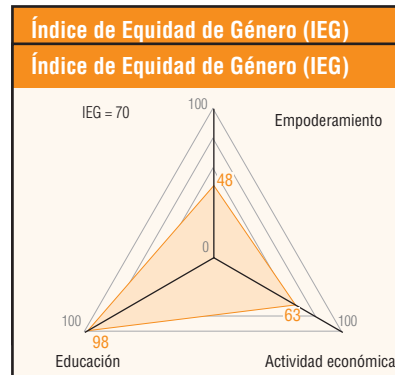 Índice de Equidad de Género (IEG)
Índice de Equidad de Género (IEG)
100
IEG = 70
Empoderamiento
48
0
100
63
100
98
Educación
Actividad económica